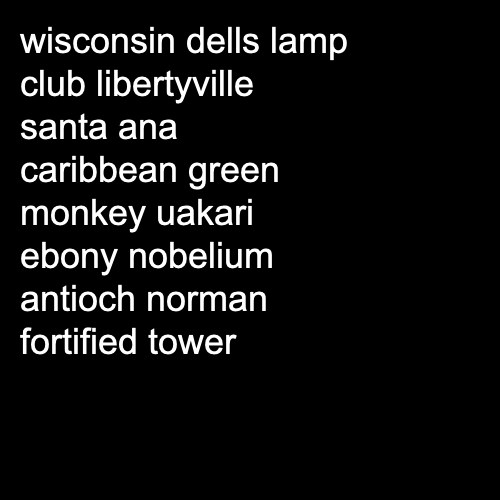 wisconsin dells lamp
club libertyville
santa ana
caribbean green
monkey uakari
ebony nobelium
antioch norman
fortified tower